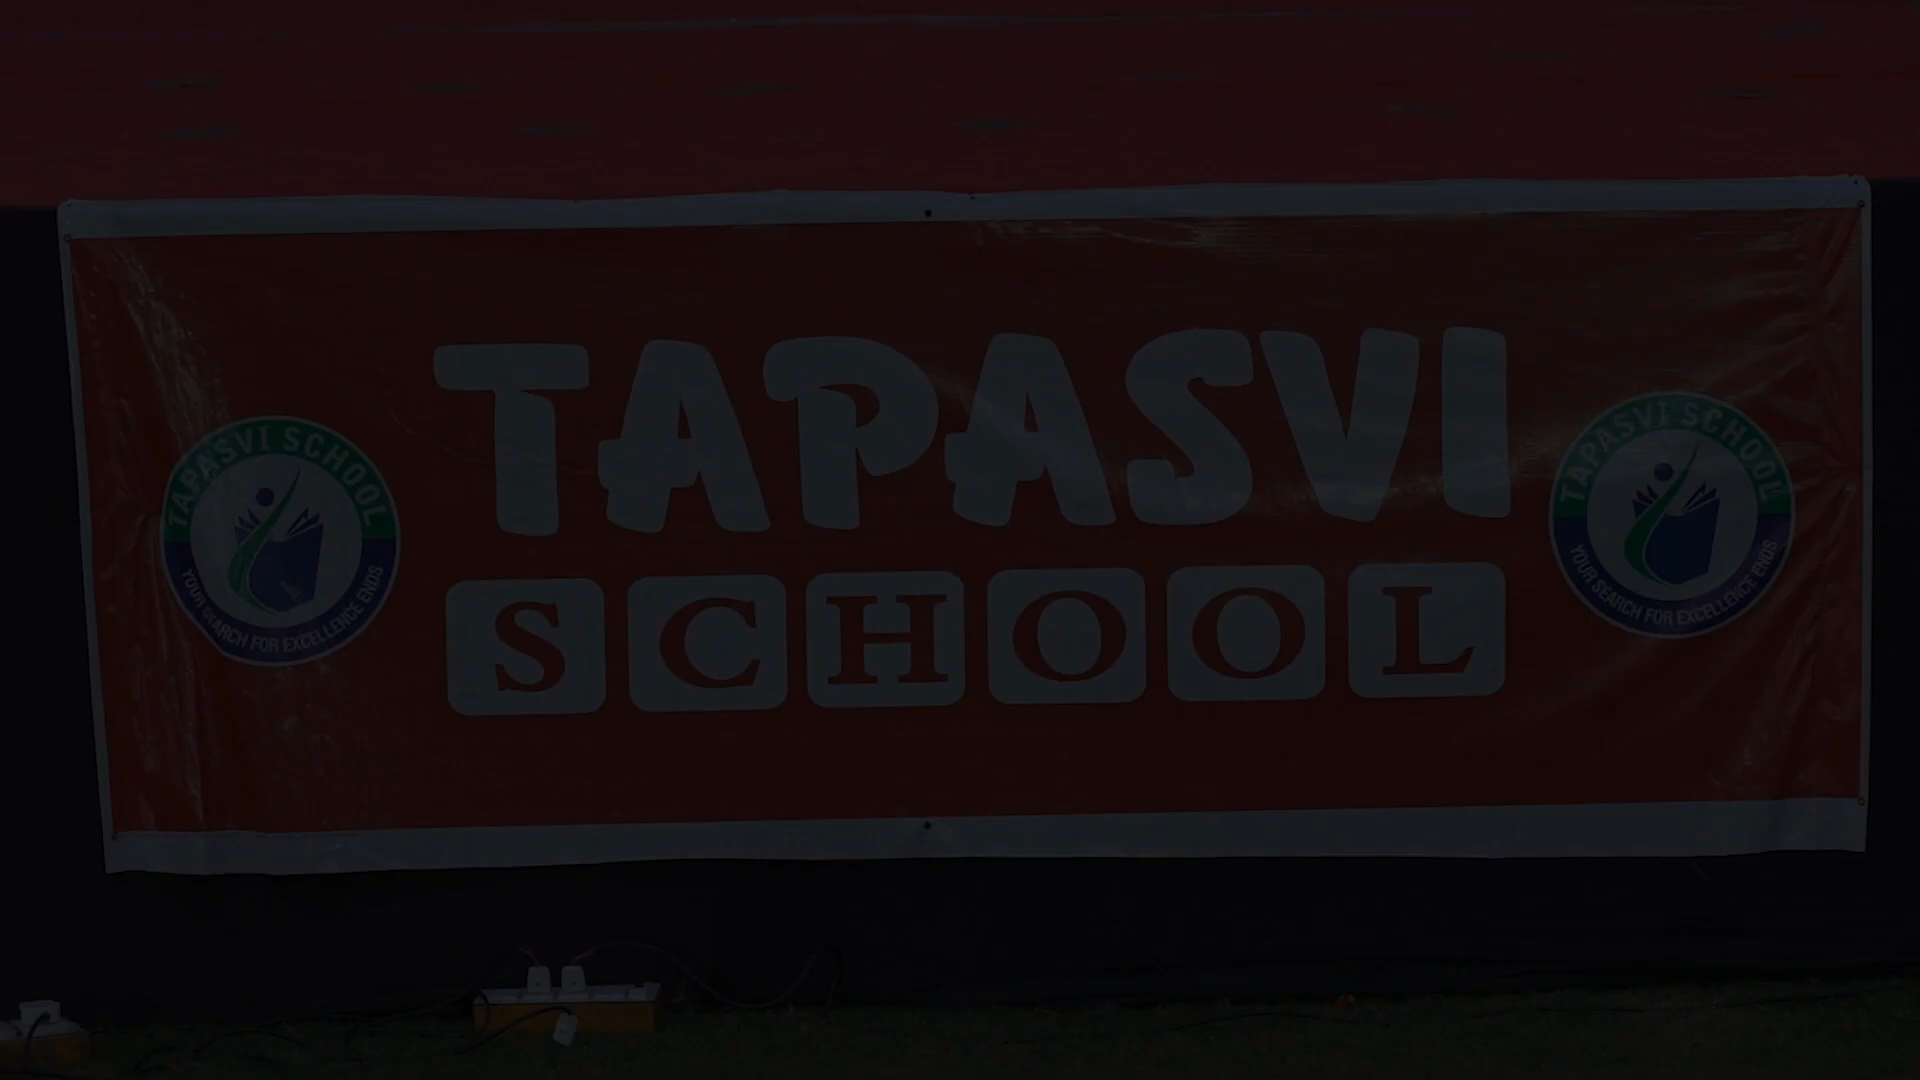 TAPASVI
SCHOOL
TAPASVI SCHOOL
YOUR SEARCH FOR EXCELLENCE ENDS
TAPASVI SCHOOL
YOUR SEARCH FOR EXCELLENCE ENDS